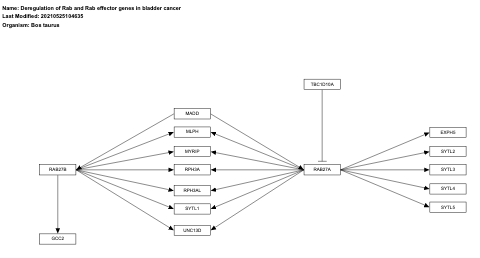 Name: Deregulation of Rab and Rab effector genes in bladder cancer
Last Modified: 20210525104635
Organism: Bos taurus
TBC1D10A
MADD
MLPH
MYRIP
RPH3A
RPH3AL
SYTL1
UNC13D
RAB27B
RAB27A
GCC2
EXPH5
SYTL2
SYTL3
SYTL4
SYTL5